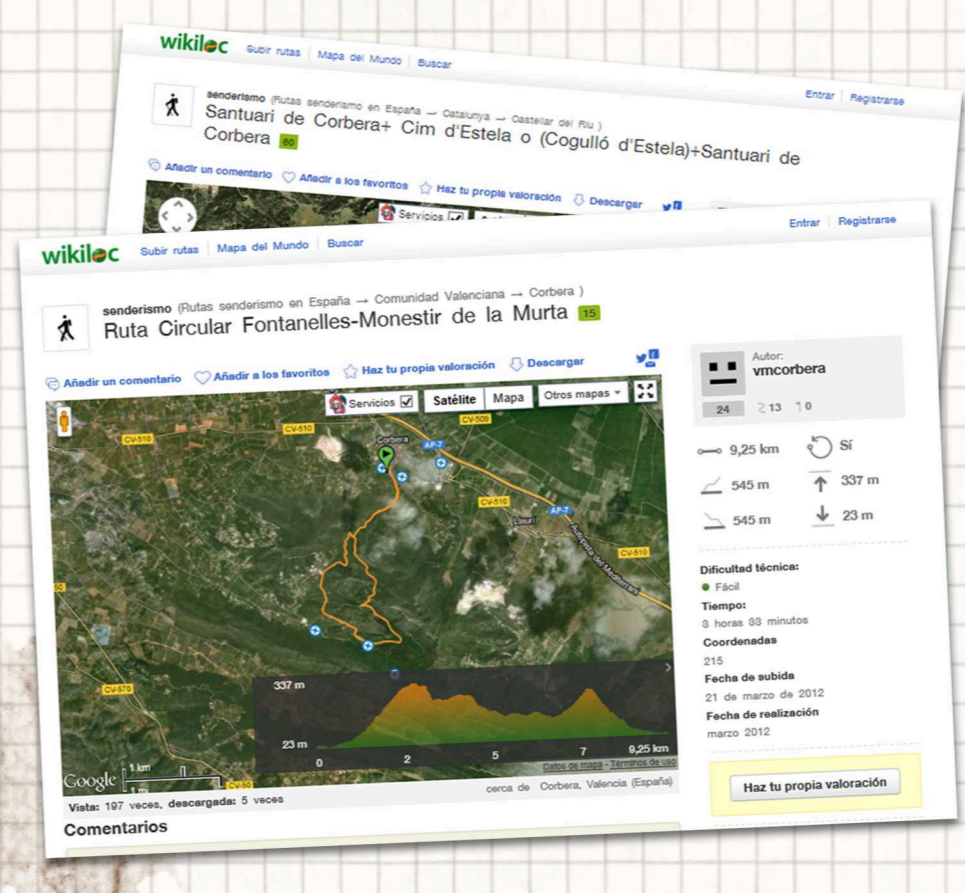 wikiloc Subir rutas Mapa del Mundo Buscar
Entrar Registrarse
senderismo (Rutas senderismo en España → Catalunya → Castellar del Riu )
Santuari de Corbera+ Cim d'Estela o (Cogulló d'Estela)+Santuari de
Corbera 60
Añadir un comentario Añadir a los favoritos Haz tu propia valoración Descargar
Servicios
wikiloc Subir rutas Mapa del Mundo Buscar
Entrar Registrarse
senderismo (Rutas senderismo en España → Comunidad Valenciana → Corbera )
Ruta Circular Fontanelles-Monestir de la Murta 15
Añadir un comentario Añadir a los favoritos Haz tu propia valoración Descargar
Servicios Satélite Mapa Otros mapas
CV-510
CV-510
CV-509
Corbera
AP-7
CV-510
Llaurí
AP-7
Autopista del Mediterrani
CV-510
50
CV-570
CV-50
337 m
23 m
0 2 5 7 9,25 km
Google
1 km
1 mi
Datos de mapa - Términos de uso
Vista: 197 veces, descargada: 5 veces
cerca de Corbera, Valencia (España)
Comentarios
Autor:
vmcorbera
24 13 0
9,25 km Sí
545 m 337 m
545 m 23 m
Dificultad técnica:
Fácil
Tiempo:
3 horas 33 minutos
Coordenadas
215
Fecha de subida
21 de marzo de 2012
Fecha de realización
marzo 2012
Haz tu propia valoración